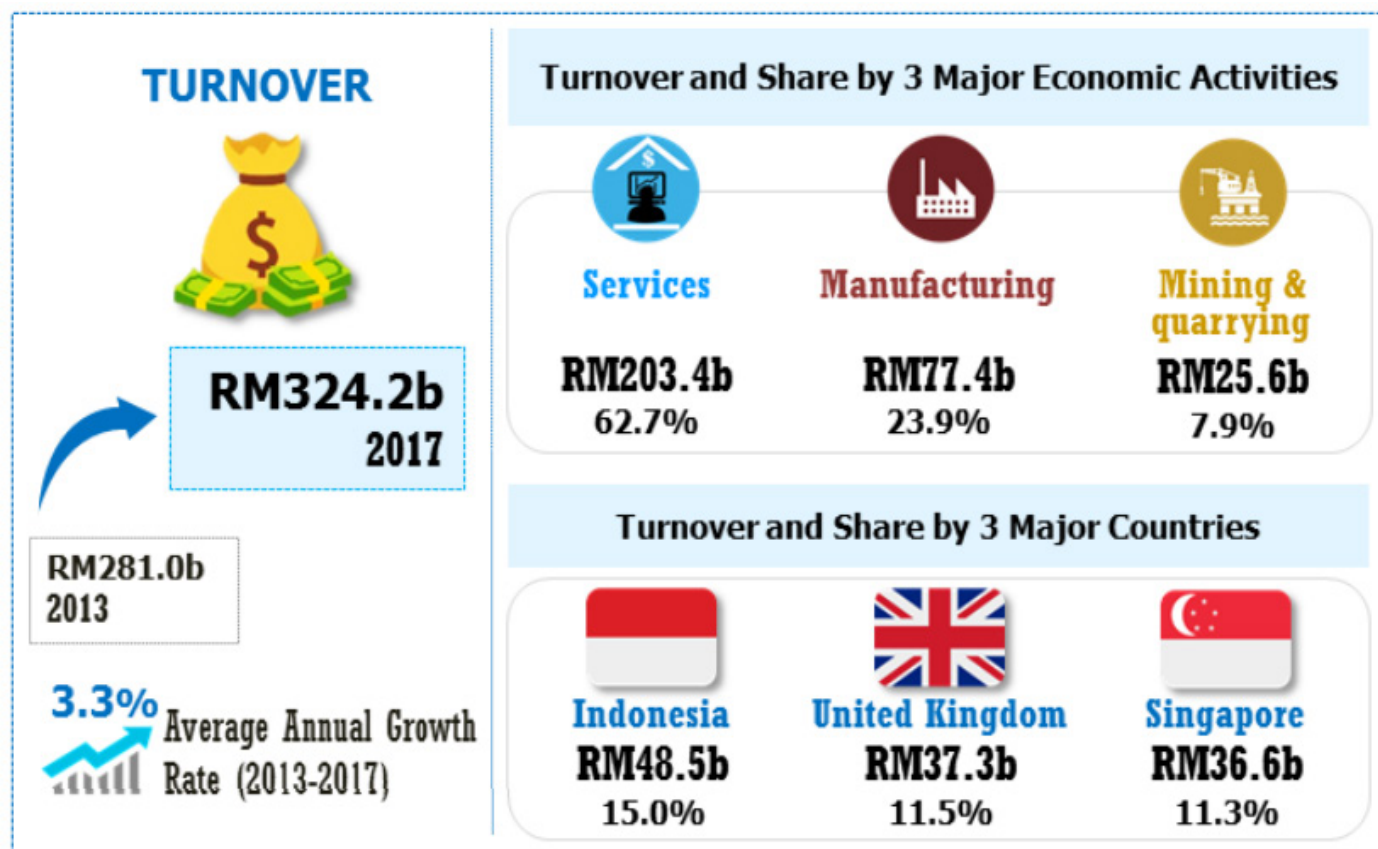 TURNOVER
$
RM324.2b
2017
RM281.0b
2013
3.3%
Average Annual Growth
Rate (2013-2017)
Turnover and Share by 3 Major Economic Activities
$
Services
RM203.4b
62.7%
Manufacturing
RM77.4b
23.9%
Mining &
quarrying
RM25.6b
7.9%
Turnover and Share by 3 Major Countries
Indonesia
RM48.5b
15.0%
United Kingdom
RM37.3b
11.5%
Singapore
RM36.6b
11.3%